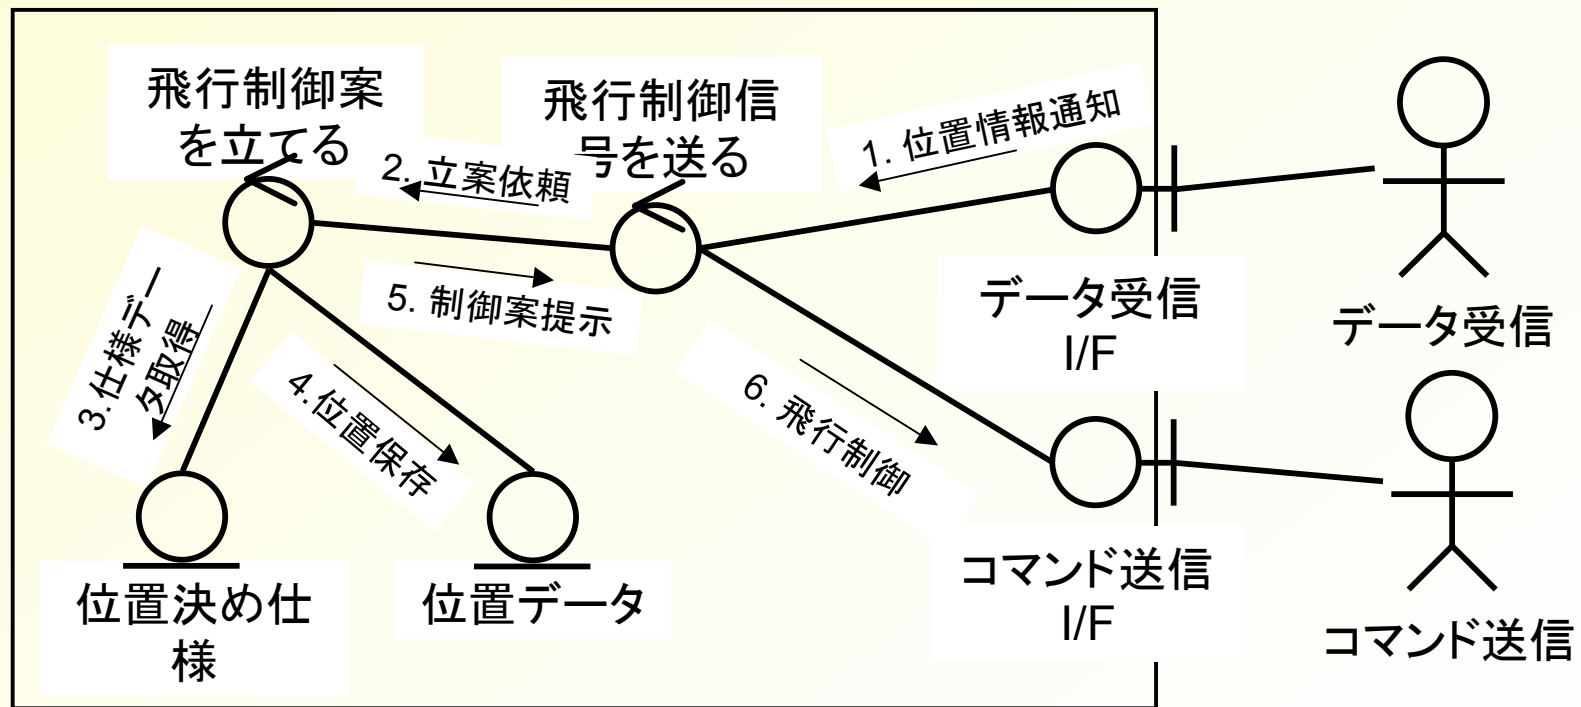 飛行制御案
を立てる
飛行制御信
号を送る
1. 位置情報通知
2. 立案依頼
5. 制御案提示
3.仕様デー
タ取得
4.位置保存
6. 飛行制御
データ受信
I/F
データ受信
コマンド送信
I/F
コマンド送信
位置決め仕
様
位置データ